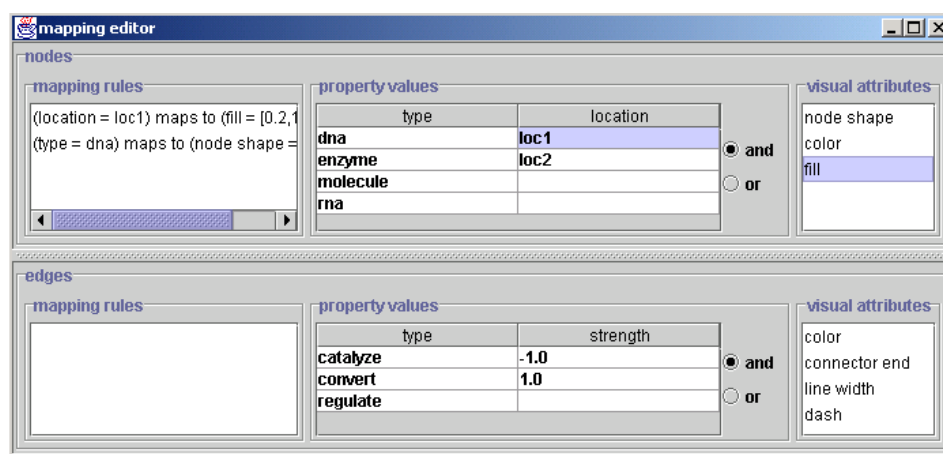 mapping editor
nodes
mapping rules
(location = loc1) maps to (fill = [0.2,1
(type = dna) maps to (node shape =
property values
type location
dna loc1
enzyme loc2
molecule
rna
and
or
visual attributes
node shape
color
fill
edges
mapping rules
property values
type strength
catalyze -1.0
convert 1.0
regulate
and
or
visual attributes
color
connector end
line width
dash